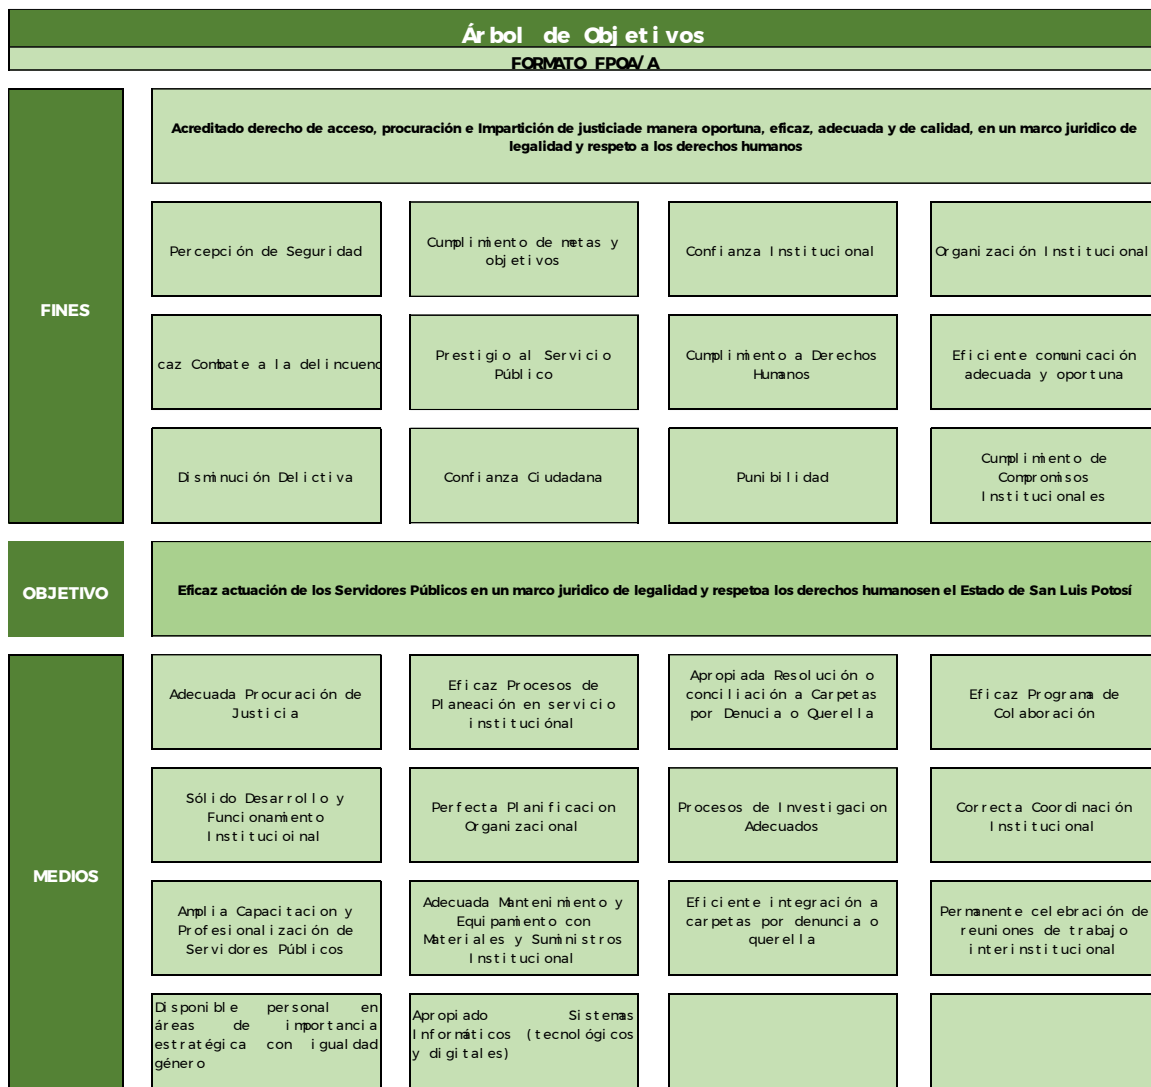 Árbol de Objetivos
FORMATO FPOA/A
FINES
Acreditado derecho de acceso, procuración e Impartición de justiciade manera oportuna, eficaz, adecuada y de calidad, en un marco juridico de
legalidad y respeto a los derechos humanos
Percepción de Seguridad
Cumplimiento de metas y
objetivos
Confianza Institucional
Organización Institucional
caz Combate a la delincuenc
Prestigio al Servicio
Público
Cumplimiento a Derechos
Humanos
Eficiente comunicación
adecuada y oportuna
Disminución Delictiva
Confianza Ciudadana
Punibilidad
Cumplimiento de
Compromisos
Institucionales
OBJETIVO
Eficaz actuación de los Servidores Públicos en un marco juridico de legalidad y respetoa los derechos humanosen el Estado de San Luis Potosí
MEDIOS
Adecuada Procuración de
Justicia
Eficaz Procesos de
Planeación en servicio
instituciónal
Apropiada Resolución o
conciliación a Carpetas
por Denucia o Querella
Eficaz Programa de
Colaboración
Sólido Desarrollo y
Funcionamiento
Institucioinal
Perfecta Planificacion
Organizacional
Procesos de Investigacion
Adecuados
Correcta Coordinación
Institucional
Amplia Capacitacion y
Profesionalización de
Servidores Públicos
Adecuada Mantenimiento y
Equipamiento con
Materiales y Suministros
Institucional
Eficiente integración a
carpetas por denuncia o
querella
Permanente celebración de
reuniones de trabajo
interinstitucional
Disponible personal en
áreas de importancia
estratégica con igualdad
género
Apropiado Sistemas
Informáticos (tecnológicos
y digitales)